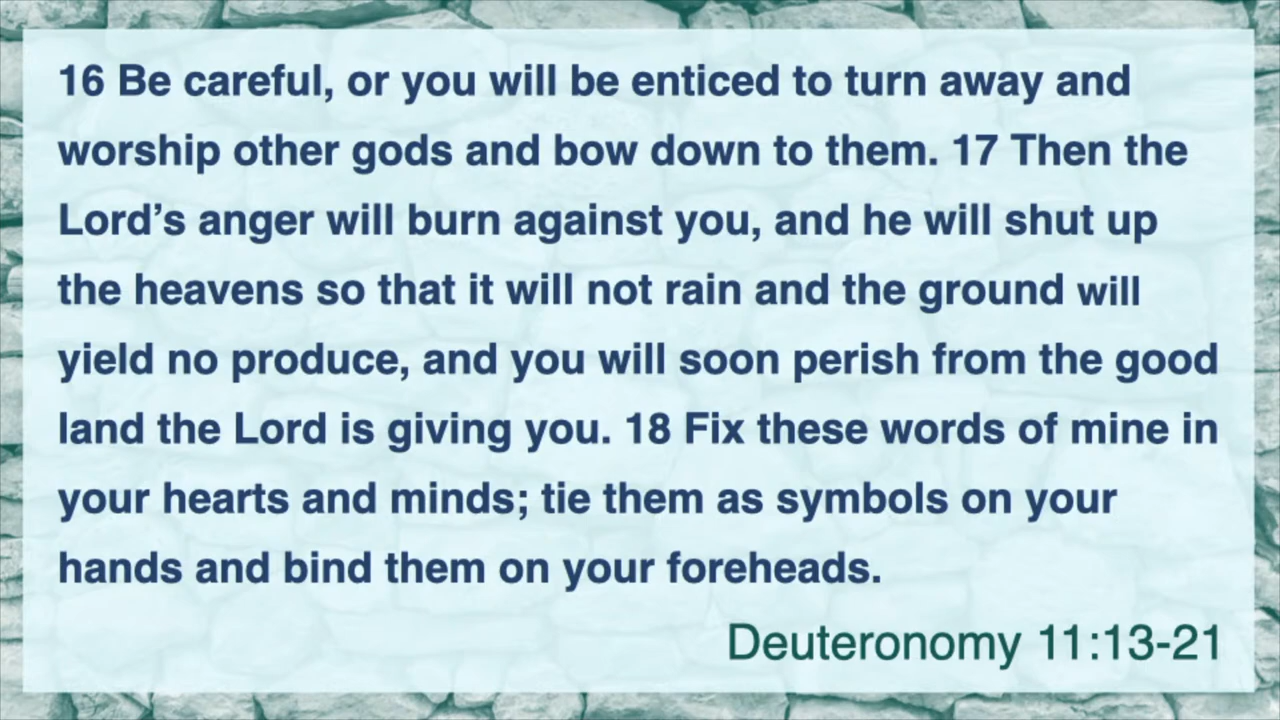 16 Be careful, or you will be enticed to turn away and
worship other gods and bow down to them. 17 Then the
Lord’s anger will burn against you, and he will shut up
the heavens so that it will not rain and the ground will
yield no produce, and you will soon perish from the good
land the Lord is giving you. 18 Fix these words of mine in
your hearts and minds; tie them as symbols on your
hands and bind them on your foreheads.
Deuteronomy 11:13-21